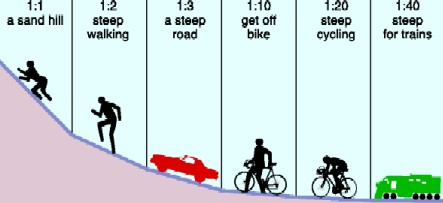 1:1
a sand hill
1:2
steep
walking
1:3
a steep
road
1:10
get off
bike
1:20
steep
cycling
1:40
steep
for trains